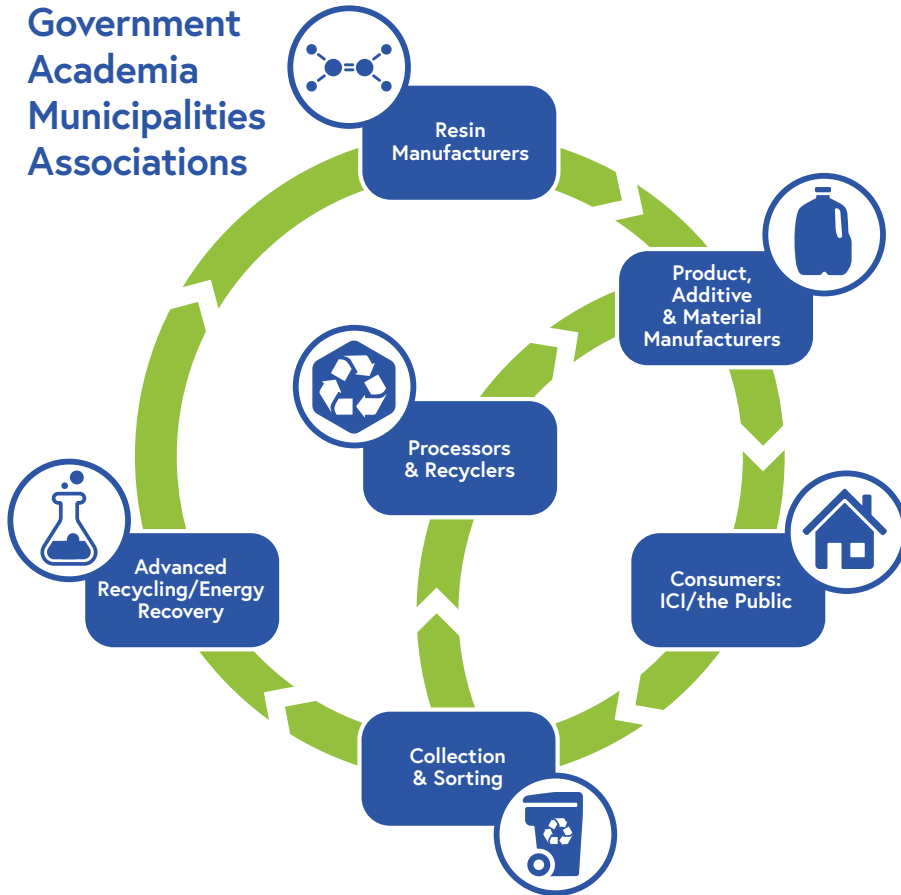 Government
Academia
Municipalities
Associations
Resin
Manufacturers
Product,
Additive
& Material
Manufacturers
Processors
& Recyclers
Advanced
Recycling/Energy
Recovery
Consumers:
ICI/the Public
Collection
& Sorting